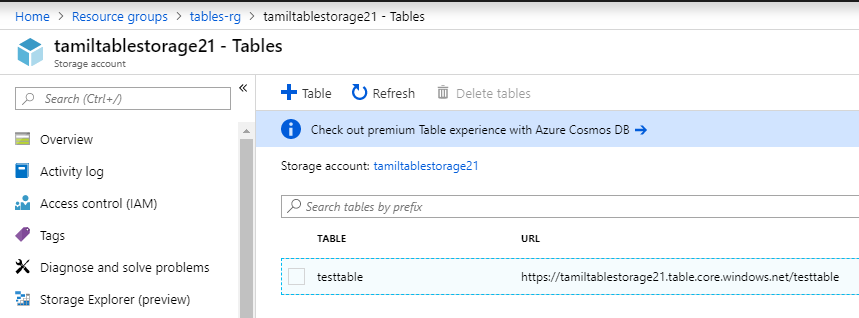 Home > Resource groups > tables-rg > tamiltablestorage21 - Tables
tamiltablestorage21 - Tables
Storage account
Search (Ctrl+/)
«
Overview
Activity log
Access control (IAM)
Tags
Diagnose and solve problems
Storage Explorer (preview)
+ Table Refresh Delete tables
Check out premium Table experience with Azure Cosmos DB →
Storage account: tamiltablestorage21
Search tables by prefix
TABLE URL
testtable https://tamiltablestorage21.table.core.windows.net/testtable